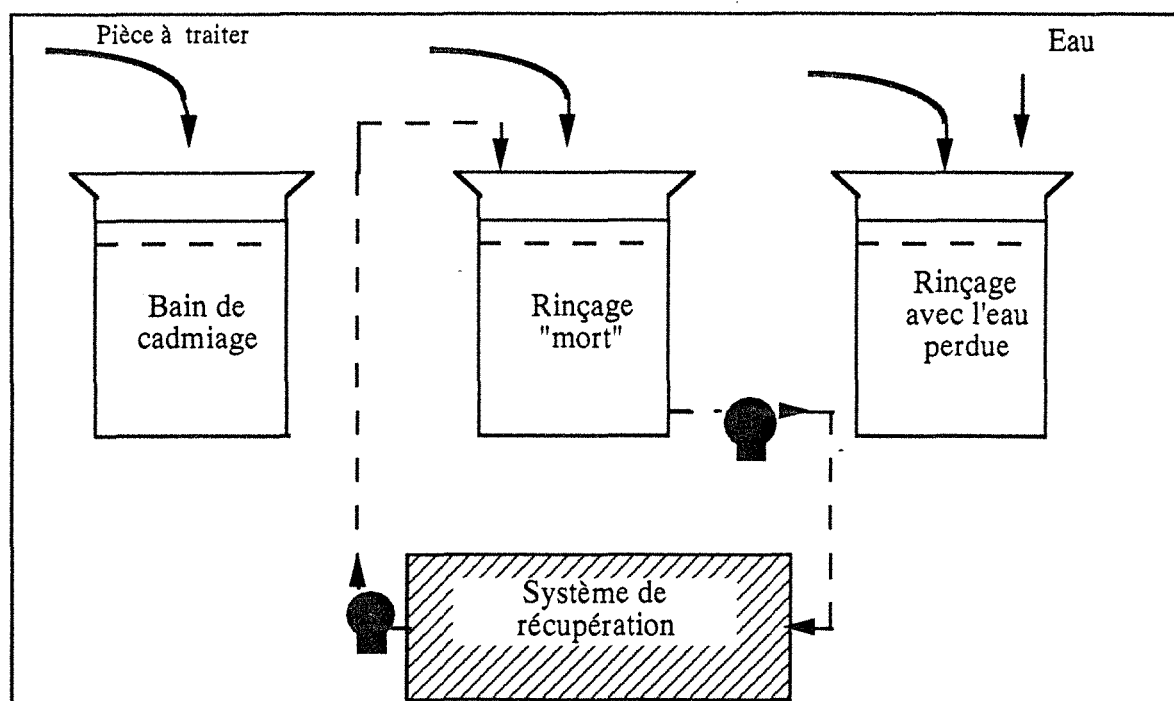 Pièce à traiter
Eau
Bain de
cadmiage
Rinçage
"mort"
Rinçage
avec l'eau
perdue
Système de
récupération